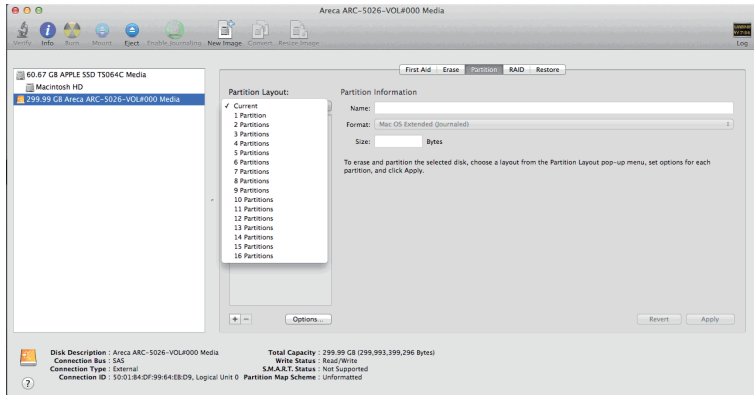 Areca ARC-5026-VOL#000 Media
Verify Info Burn Mount Eject Enable Journaling New Image Convert Resize Image Log
First Aid Erase Partition RAID Restore
60.67 GB APPLE SSD TS064C Media
Macintosh HD
299.99 GB Areca ARC-5026-VOL#000 Media
Partition Layout:
✓ Current
1 Partition
2 Partitions
3 Partitions
4 Partitions
5 Partitions
6 Partitions
7 Partitions
8 Partitions
9 Partitions
10 Partitions
11 Partitions
12 Partitions
13 Partitions
14 Partitions
15 Partitions
16 Partitions
+ − Options...
Partition Information
Name:
Format: Mac OS Extended (Journaled)
Size: Bytes
To erase and partition the selected disk, choose a layout from the Partition Layout pop-up menu, set options for each
partition, and click Apply.
Revert Apply
Disk Description : Areca ARC-5026-VOL#000 Media
Connection Bus : SAS
Connection Type : External
Connection ID : 50:01:B4:DF:99:64:EB:D9, Logical Unit 0
Total Capacity : 299.99 GB (299,993,399,296 Bytes)
Write Status : Read/Write
S.M.A.R.T. Status : Not Supported
Partition Map Scheme : Unformatted
?